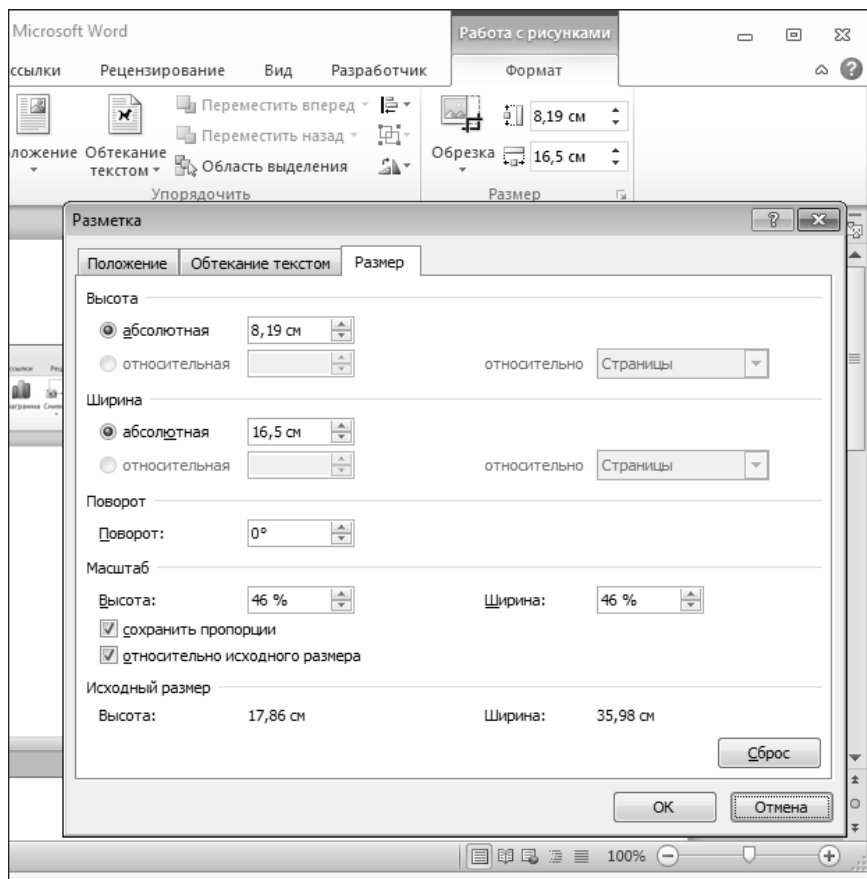 Microsoft Word
Работа с рисунками
ссылки Рецензирование Вид Разработчик Формат
Переместить вперед
8,19 см
Переместить назад
ложение Обтекание текстом
Область выделения
Обрезка
16,5 см
Упорядочить Размер
Разметка
Положение Обтекание текстом Размер
Высота
абсолютная 8,19 см
относительная относительно Страницы
Ширина
абсолютная 16,5 см
относительная относительно Страницы
Поворот
Поворот: 0°
Масштаб
Высота: 46 % Ширина: 46 %
сохранить пропорции
относительно исходного размера
Исходный размер
Высота: 17,86 см Ширина: 35,98 см
Сброс
ОК Отмена
100%